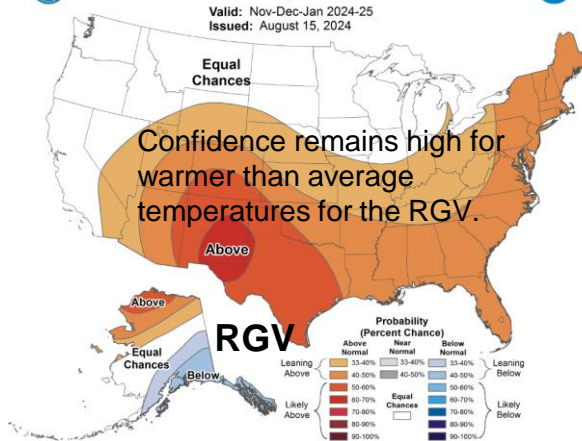 Valid: Nov-Dec-Jan 2024-25
Issued: August 15, 2024
Equal
Chances
Confidence remains high for
warmer than average
temperatures for the RGV.
Above
Above
Equal
Chances
Below
RGV
Probability
(Percent Chance)
Above
Normal
Near
Normal
Below
Normal
Leaning
Above
33-40%
33-40%
33-40%
Leaning
Below
40-50%
40-50%
40-50%
Likely
Above
50-60%
50-60%
Likely
Below
60-70%
60-70%
70-80%
70-80%
80-90%
80-90%
90-100%
90-100%
Equal
Chances